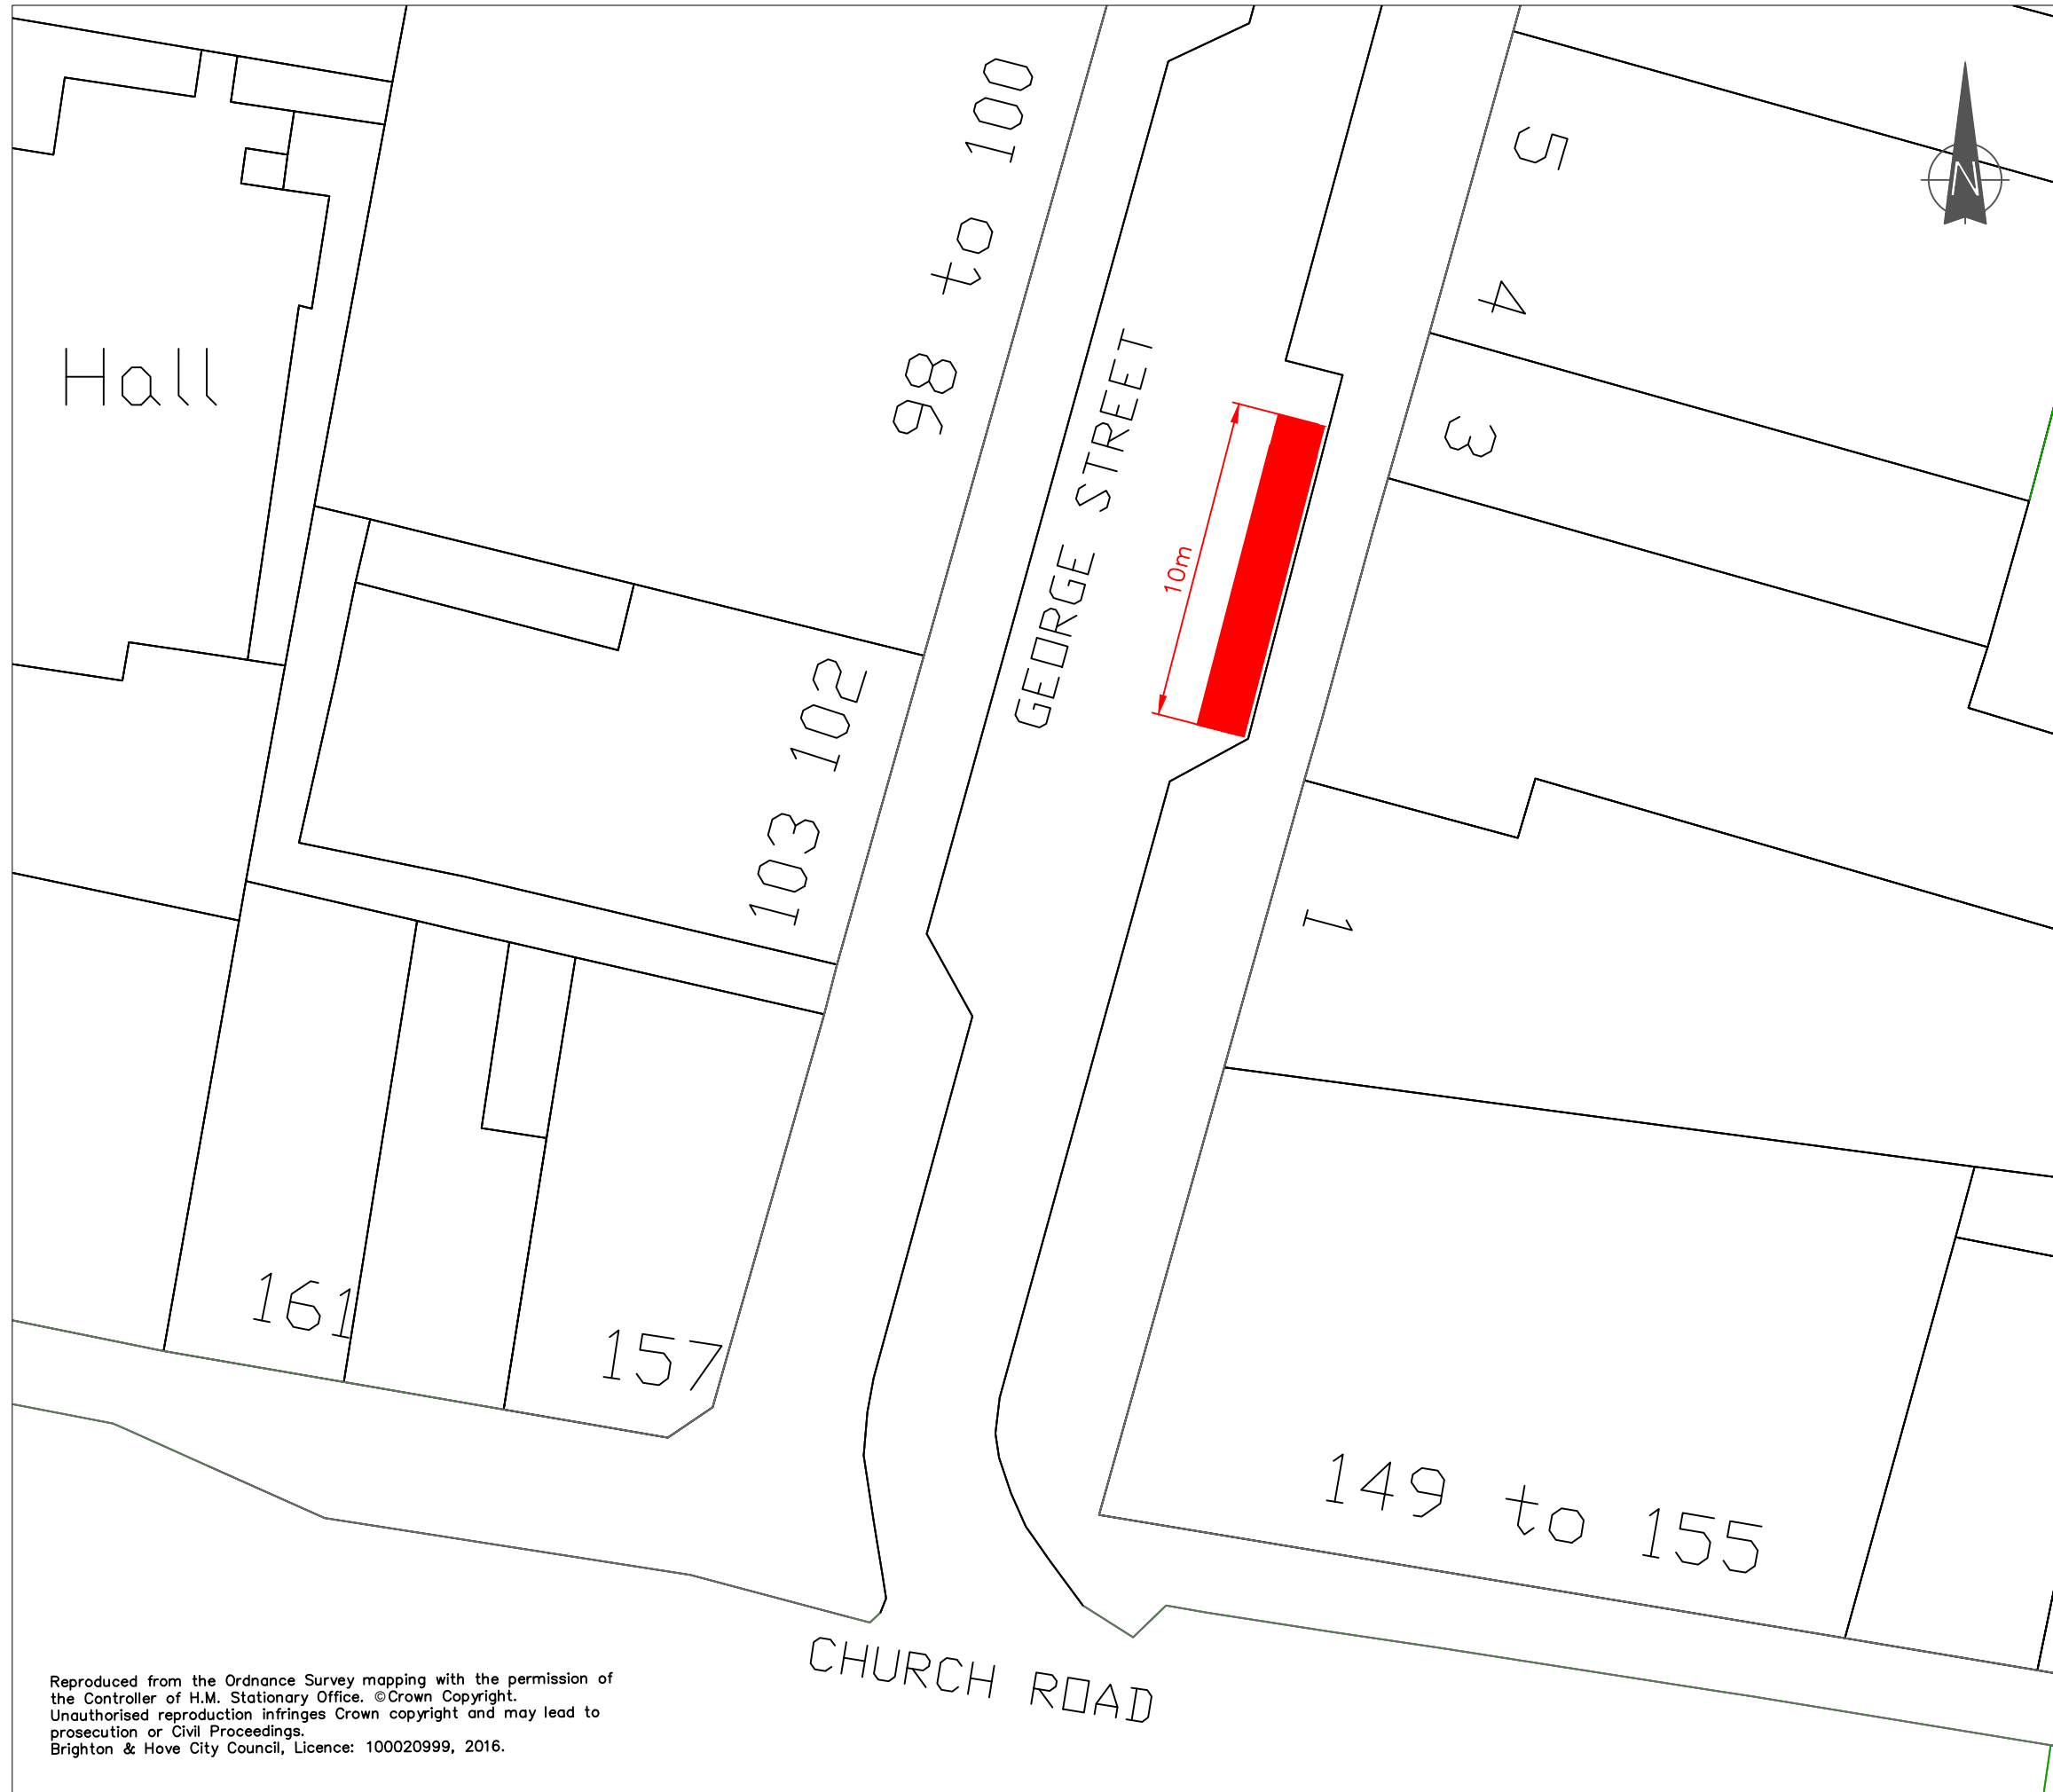 98 to 100
5
N
4
Hall
3
GEORGE STREET
10m
103 102
1
161
157
149 to 155
CHURCH ROAD
Reproduced from the Ordnance Survey mapping with the permission of
the Controller of H.M. Stationary Office. ©Crown Copyright.
Unauthorised reproduction infringes Crown copyright and may lead to
prosecution or Civil Proceedings.
Brighton & Hove City Council, Licence: 100020999, 2016.